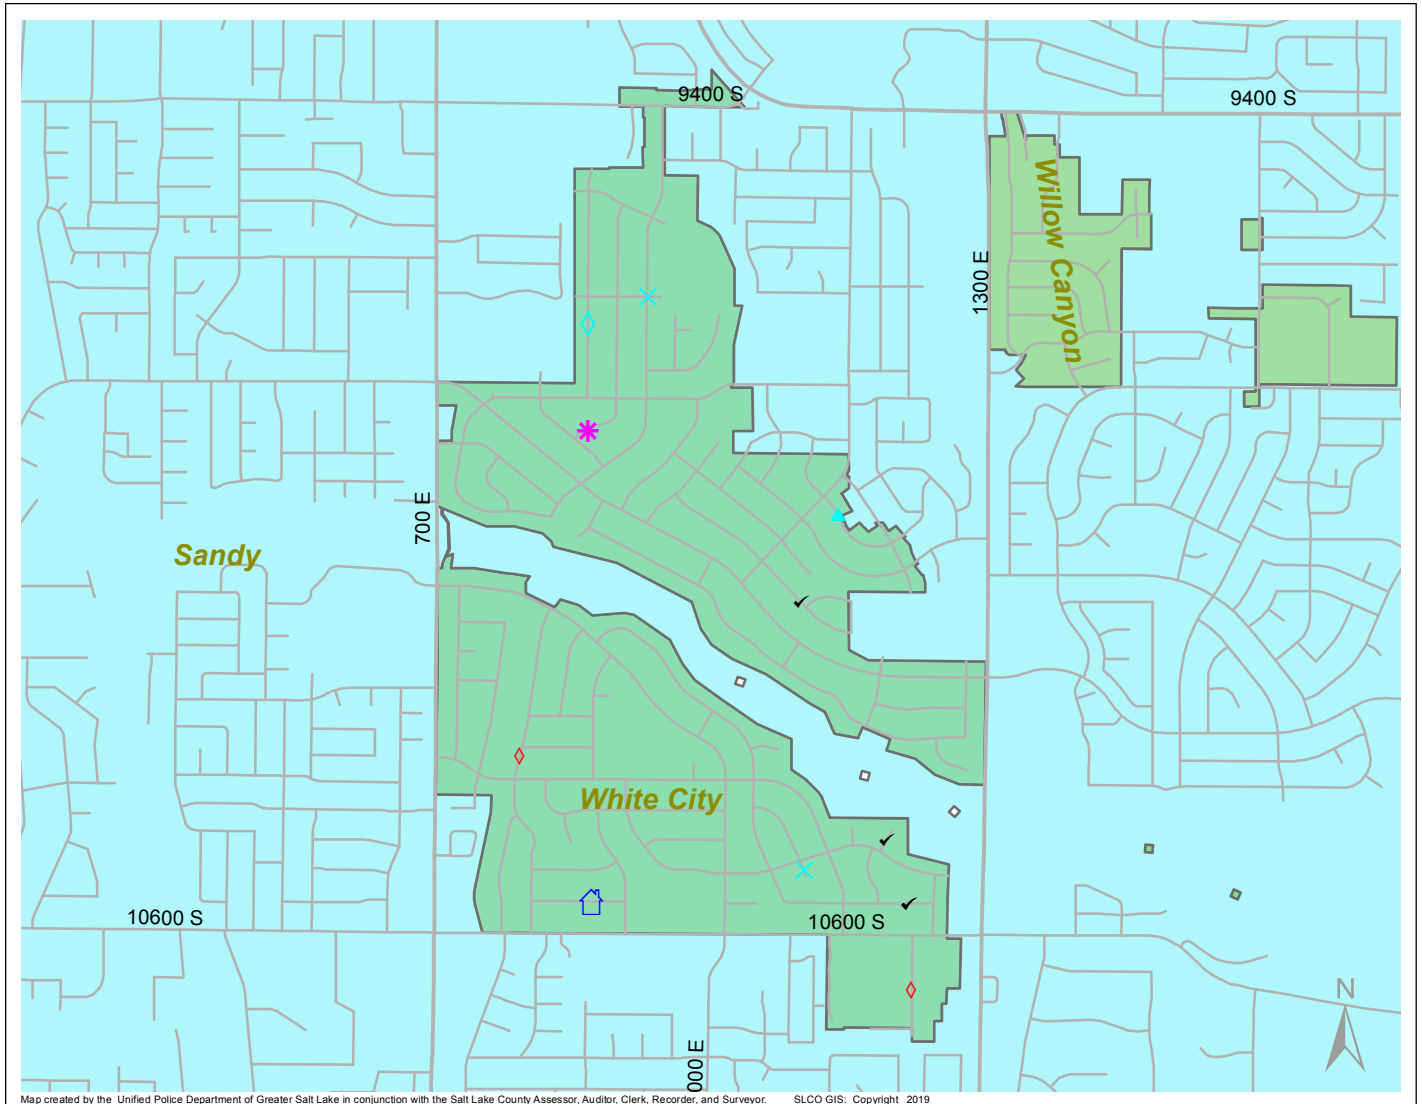 9400 S
9400 S
Willow Canyon
1300 E
700 E
Sandy
White City
10600 S
10600 S
000 E
N
Map created by the Unified Police Department of Greater Salt Lake in conjunction with the Salt Lake County Assessor, Auditor, Clerk, Recorder, and Surveyor. SLCO GIS: Copyright 2019